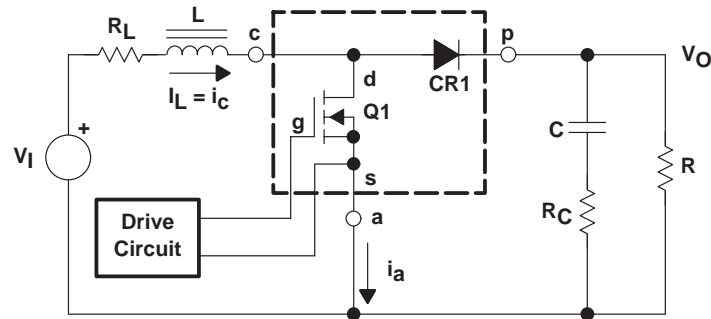 R_L
L
c
p
V_O
I_L = i_c
d
CR1
g
Q1
C
V_I
+
s
R
R_C
Drive
Circuit
a
i_a